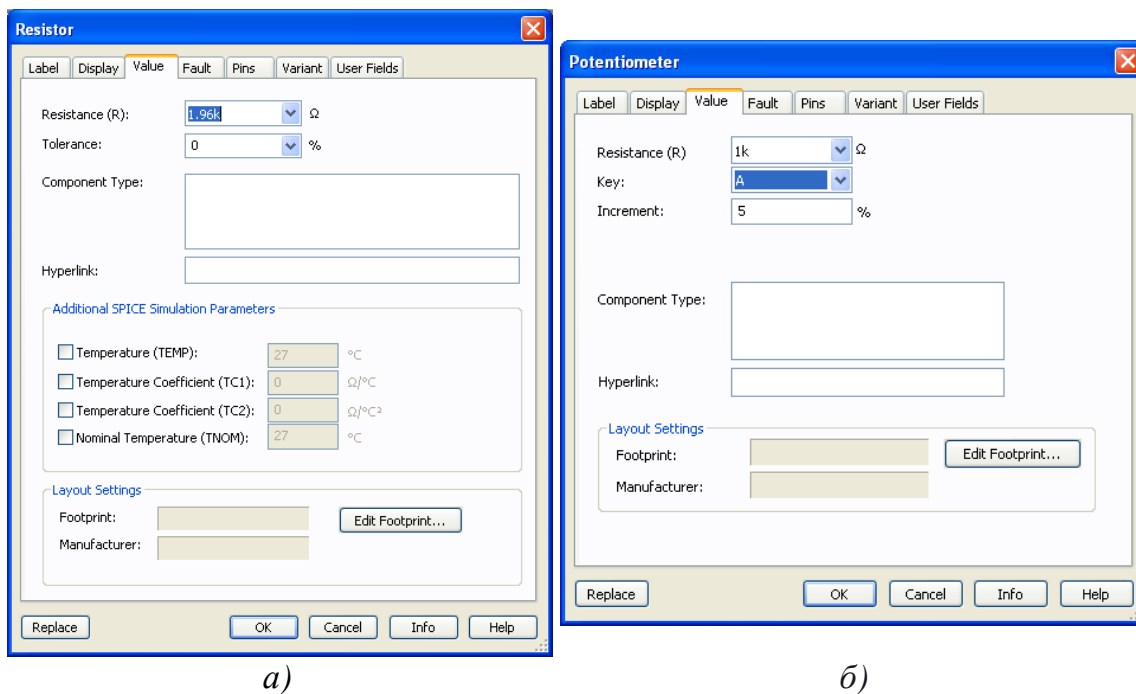 Resistor
Label Display Value Fault Pins Variant User Fields
Resistance (R): 1.96k Ω
Tolerance: 0 %
Component Type:
Hyperlink:
Additional SPICE Simulation Parameters
Temperature (TEMP): 27 °C
Temperature Coefficient (TC1): 0 Ω/°C
Temperature Coefficient (TC2): 0 Ω/°C²
Nominal Temperature (TNOM): 27 °C
Layout Settings
Footprint: Edit Footprint...
Manufacturer:
Replace OK Cancel Info Help
а)
Potentiometer
Label Display Value Fault Pins Variant User Fields
Resistance (R) 1k Ω
Key: A
Increment: 5 %
Component Type:
Hyperlink:
Layout Settings
Footprint: Edit Footprint...
Manufacturer:
Replace OK Cancel Info Help
б)